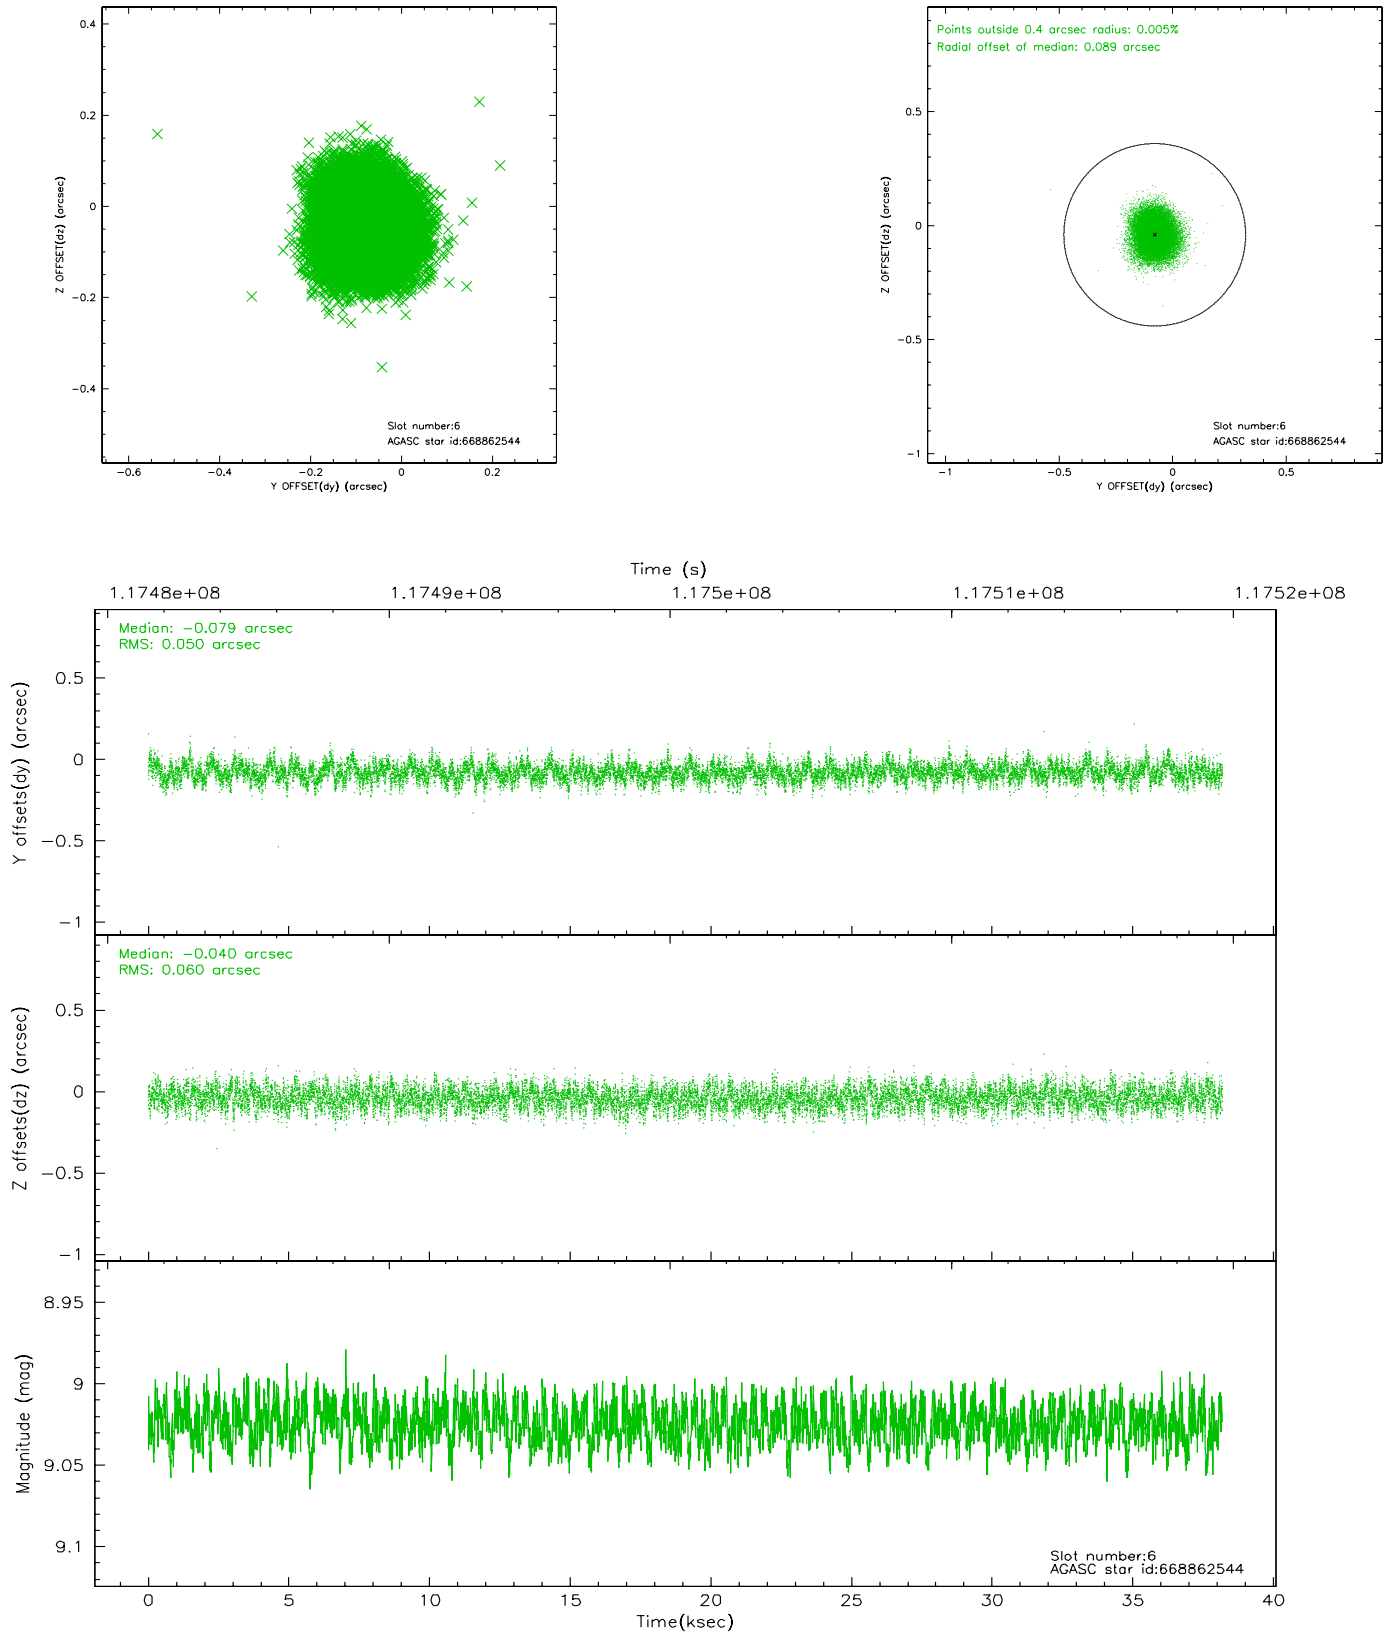 0.4
0.2
0
−0.2
−0.4
Z OFFSET(dz) (arcsec)
−0.6
−0.4
−0.2
0
0.2
Y OFFSET(dy) (arcsec)
Slot number:6
AGASC star id:668862544
Points outside 0.4 arcsec radius: 0.005%
Radial offset of median: 0.089 arcsec
0.5
0
−0.5
−1
Z OFFSET(dz) (arcsec)
−1
−0.5
0
0.5
Y OFFSET(dy) (arcsec)
Slot number:6
AGASC star id:668862544
Time (s)
1.1748e+08
1.1749e+08
1.175e+08
1.1751e+08
1.1752e+08
Median: −0.079 arcsec
RMS: 0.050 arcsec
0.5
0
−0.5
−1
Y offsets(dy) (arcsec)
Median: −0.040 arcsec
RMS: 0.060 arcsec
0.5
0
−0.5
−1
Z offsets(dz) (arcsec)
8.95
9
9.05
9.1
Magnitude (mag)
Slot number:6
AGASC star id:668862544
0
5
10
15
20
25
30
35
40
Time(ksec)